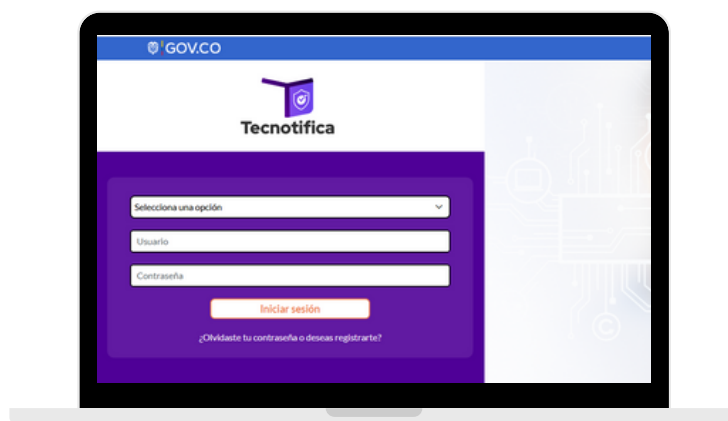 GOV.CO
Tecnotifica
Selecciona una opción
Usuario
Contraseña
Iniciar sesión
¿Olvidaste tu contraseña o deseas registrarte?